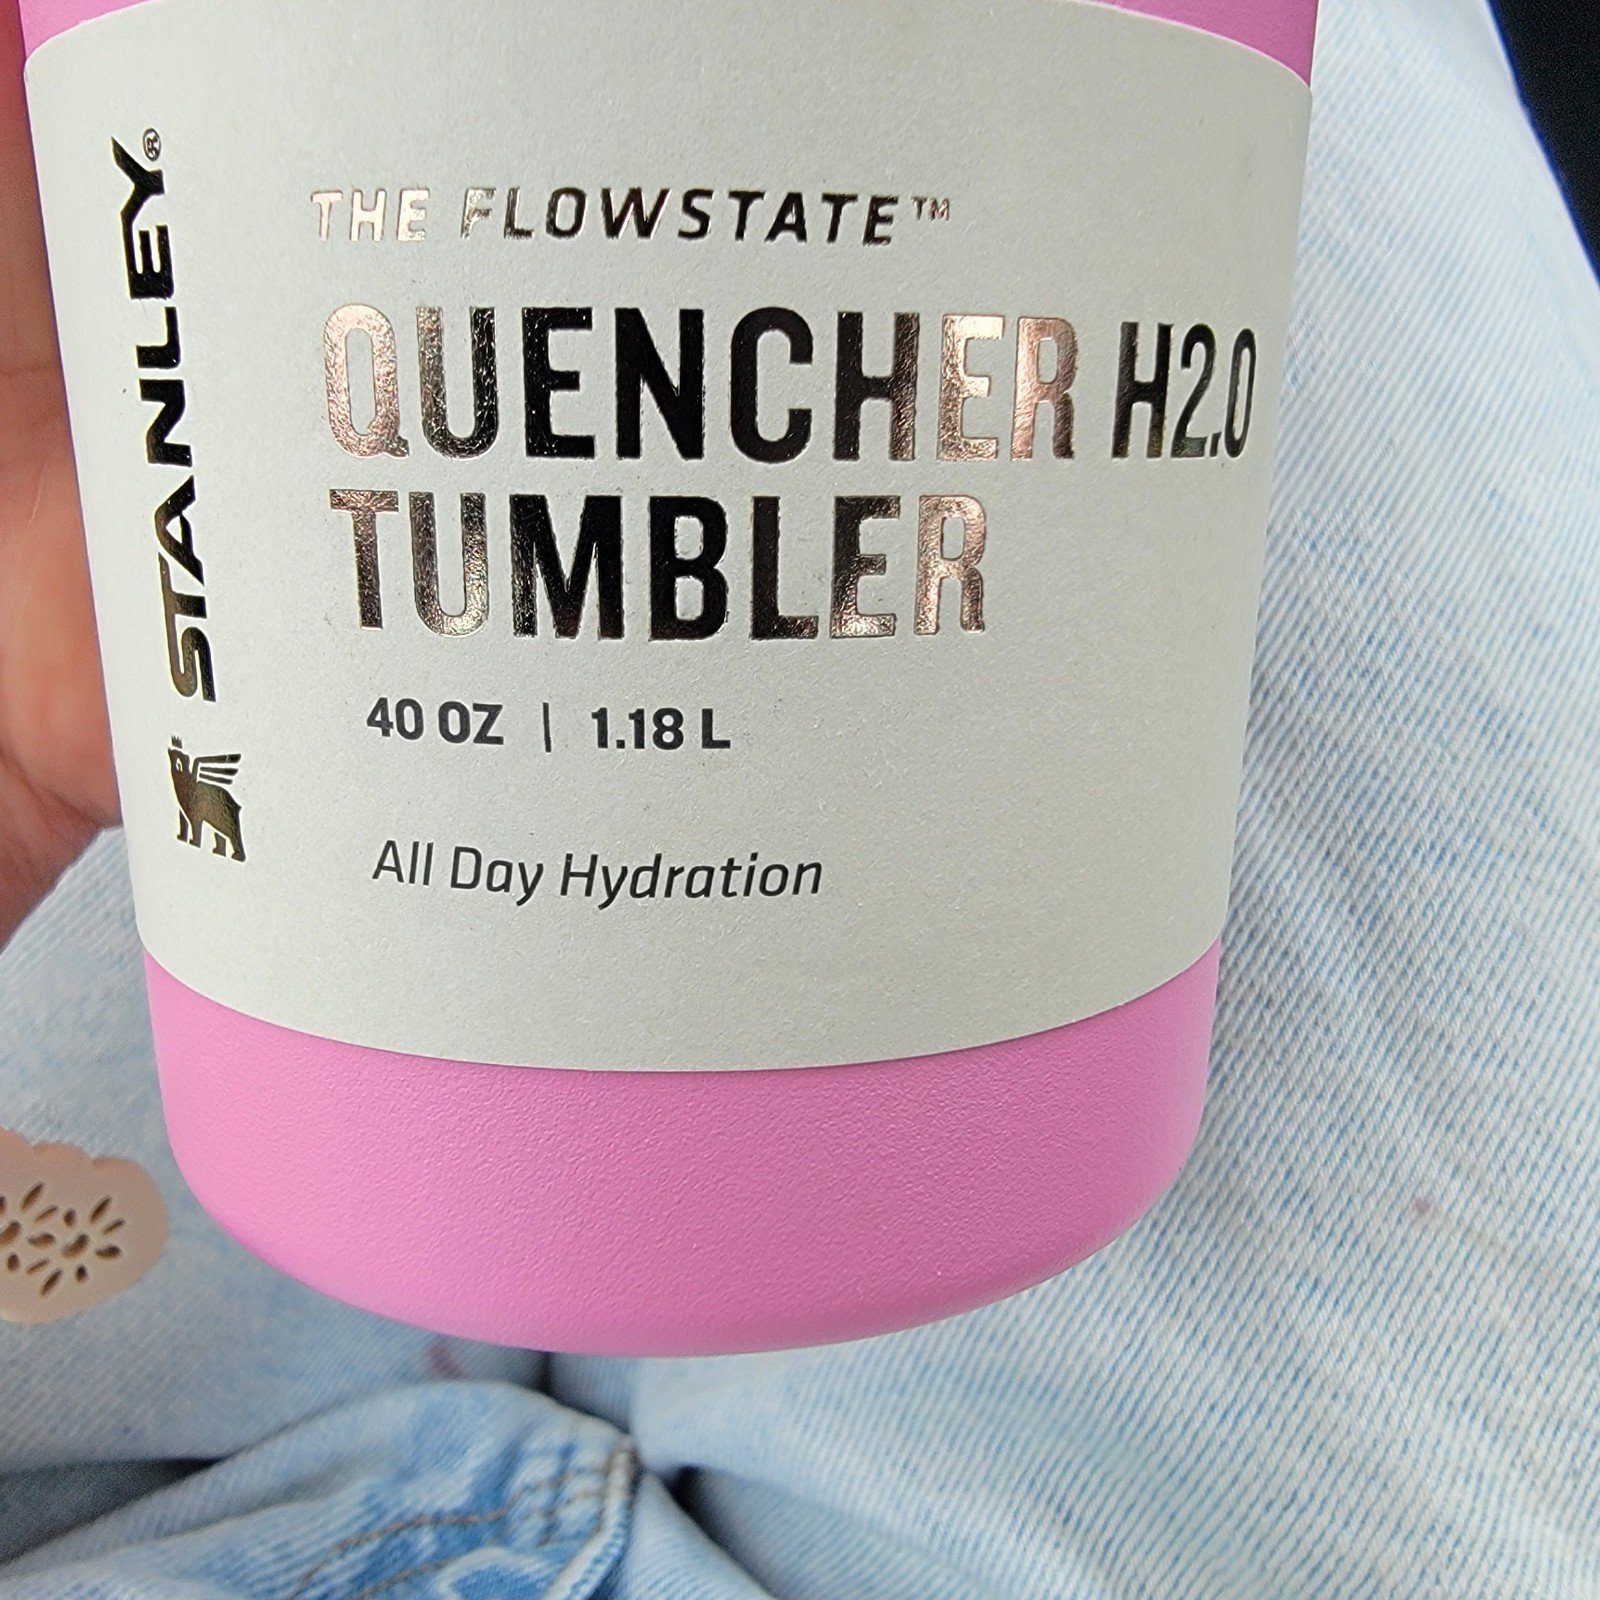 STANLEY®
THE FLOWSTATE™
QUENCHER H2.0
TUMBLER
40 OZ | 1.18 L
All Day Hydration